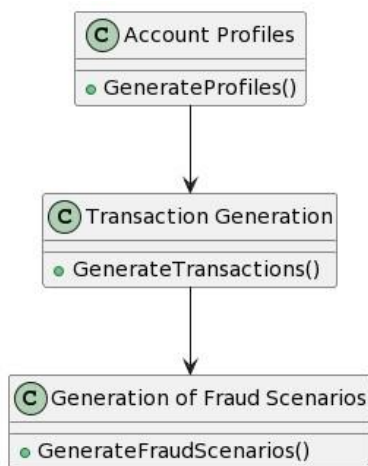 C Account Profiles
GenerateProfiles()
C Transaction Generation
GenerateTransactions()
C Generation of Fraud Scenarios
GenerateFraudScenarios()